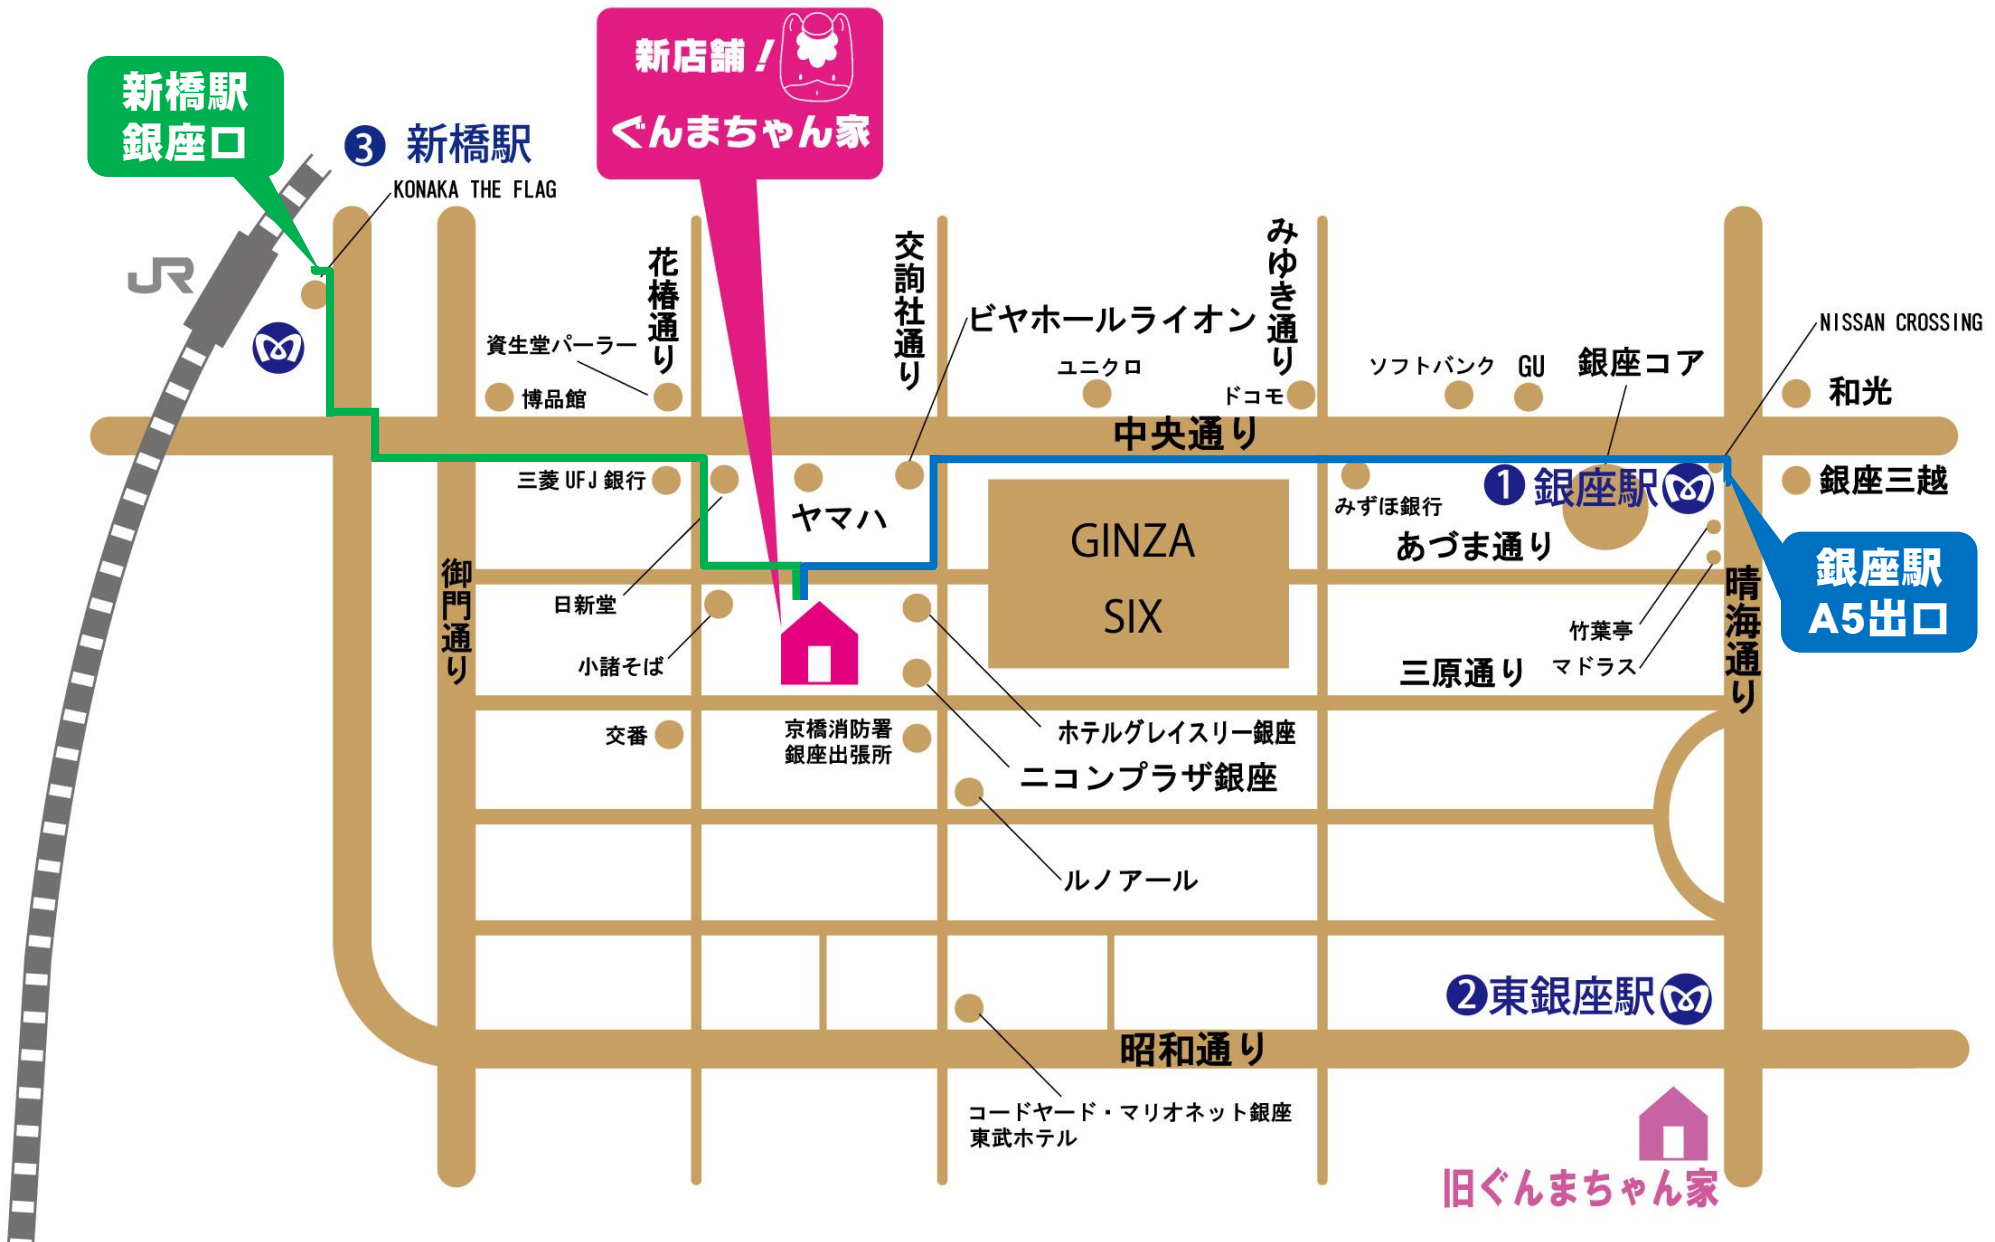 新店舗！
ぐんまちゃん家
新橋駅
銀座口
❸ 新橋駅
KONAKA THE FLAG
JR
花椿通り
交詢社通り
みゆき通り
ビヤホールライオン
NISSAN CROSSING
資生堂パーラー
博品館
ユニクロ
ドコモ
ソフトバンク
GU
銀座コア
和光
中央通り
三菱UFJ銀行
ヤマハ
GINZA
SIX
みずほ銀行
❶ 銀座駅
銀座三越
あづま通り
銀座駅
A5出口
御門通り
日新堂
小諸そば
竹葉亭
マドラス
晴海通り
三原通り
交番
京橋消防署
銀座出張所
ホテルグレイスリー銀座
ニコンプラザ銀座
ルノアール
❷東銀座駅
昭和通り
コードヤード・マリオネット銀座
東武ホテル
旧ぐんまちゃん家